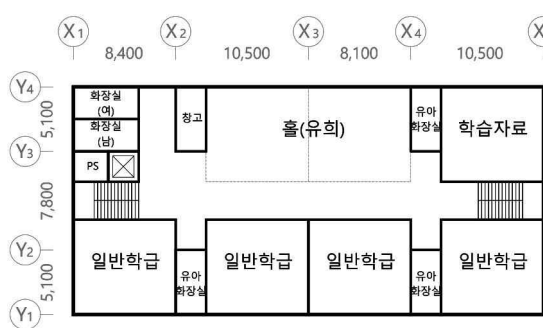 X1 X2 X3 X4 X
8,400 10,500 8,100 10,500
Y4
5,100
Y3
7,800
Y2
5,100
Y1
화장실
(여)
화장실
(남)
PS
창고
홀(유희)
유아
화장실
학습자료
일반학급
유아
화장실
일반학급
일반학급
유아
화장실
일반학급